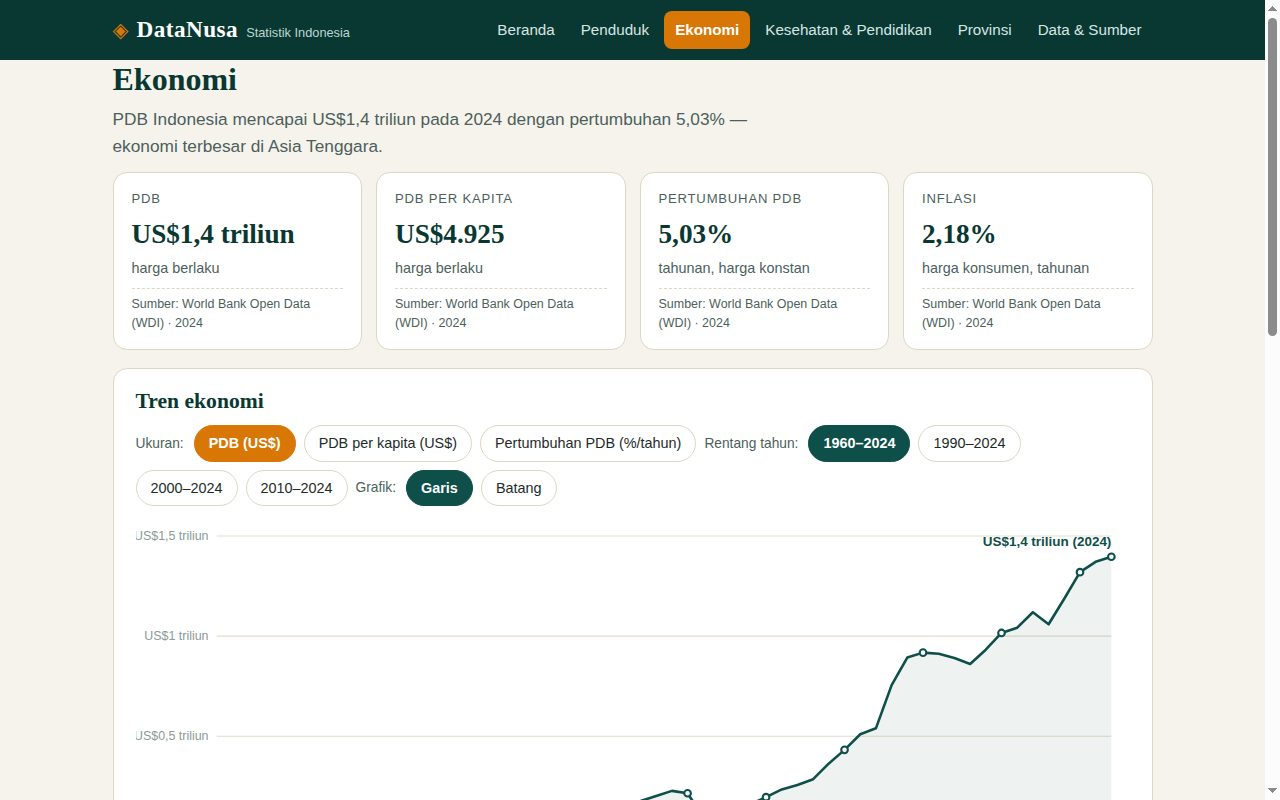 ◈ DataNusa Statistik Indonesia Beranda Penduduk Ekonomi Kesehatan & Pendidikan Provinsi Data & Sumber
Ekonomi
PDB Indonesia mencapai US$1,4 triliun pada 2024 dengan pertumbuhan 5,03% —
ekonomi terbesar di Asia Tenggara.
PDB
US$1,4 triliun
harga berlaku
Sumber: World Bank Open Data
(WDI) · 2024
PDB PER KAPITA
US$4.925
harga berlaku
Sumber: World Bank Open Data
(WDI) · 2024
PERTUMBUHAN PDB
5,03%
tahunan, harga konstan
Sumber: World Bank Open Data
(WDI) · 2024
INFLASI
2,18%
harga konsumen, tahunan
Sumber: World Bank Open Data
(WDI) · 2024
Tren ekonomi
Ukuran: PDB (US$) PDB per kapita (US$) Pertumbuhan PDB (%/tahun) Rentang tahun: 1960–2024 1990–2024
2000–2024 2010–2024 Grafik: Garis Batang
US$1,5 triliun
US$1,4 triliun (2024)
US$1 triliun
US$0,5 triliun